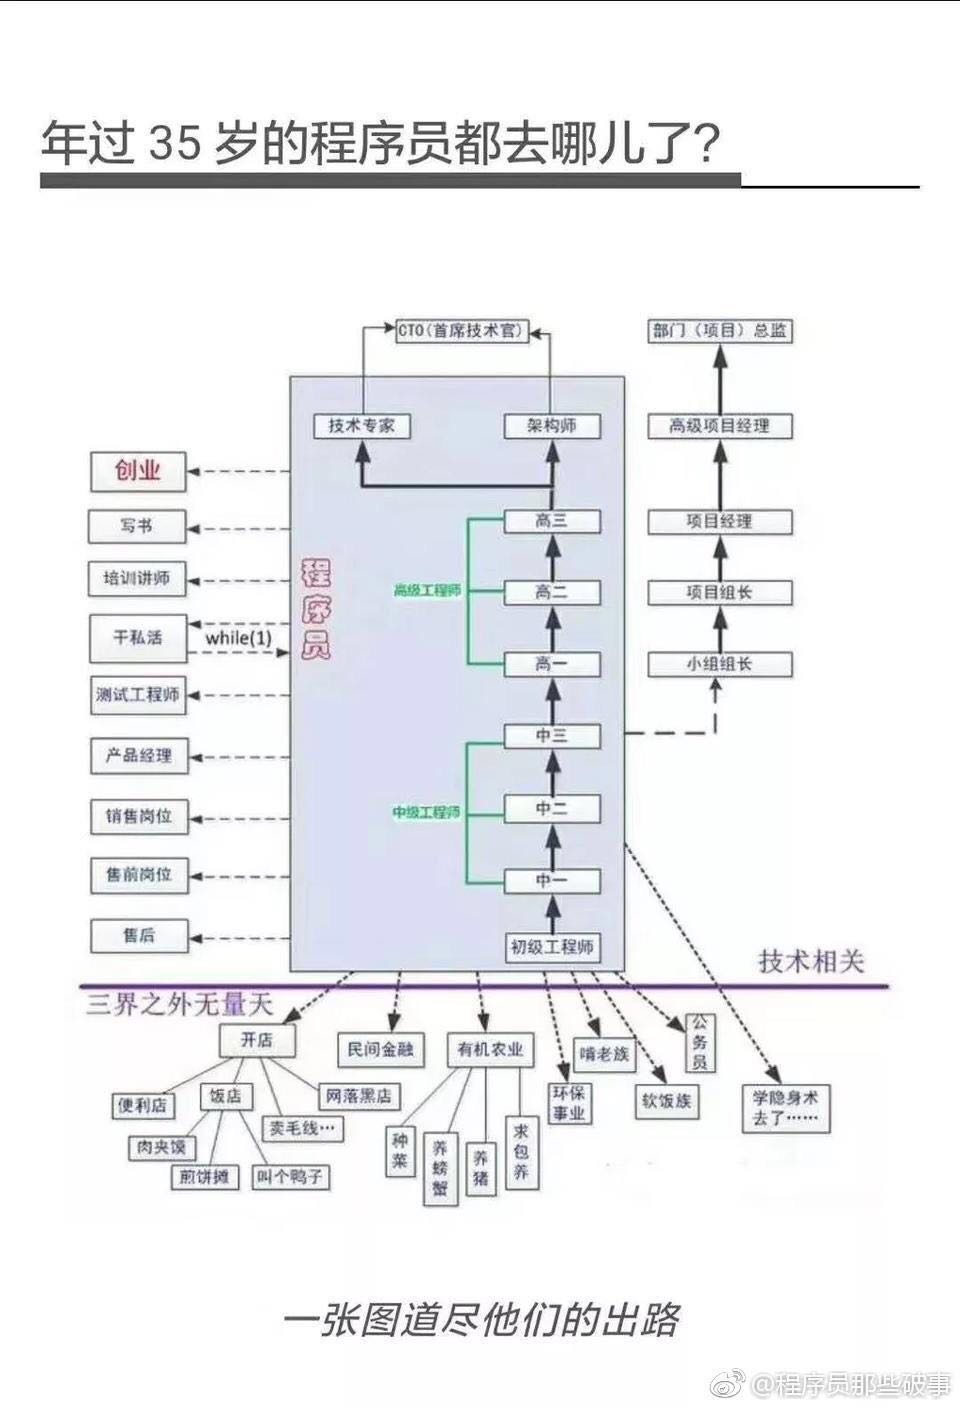 年过 35 岁的程序员都去哪儿了?
CTO(首席技术官)
部门（项目）总监
技术专家
架构师
高级项目经理
创业
写书
高三
项目经理
程序员
培训讲师
高级工程师
高二
项目组长
干私活
while(1)
高一
小组组长
测试工程师
中三
产品经理
销售岗位
中级工程师
中二
售前岗位
中一
售后
初级工程师
技术相关
三界之外无量天
开店
民间金融
有机农业
啃老族
公务员
便利店
饭店
网落黑店
环保
事业
软饭族
学隐身术
去了……
肉夹馍
卖毛线…
煎饼摊
叫个鸭子
种菜
养螃蟹
养猪
求包养
一张图道尽他们的出路
@程序员那些破事